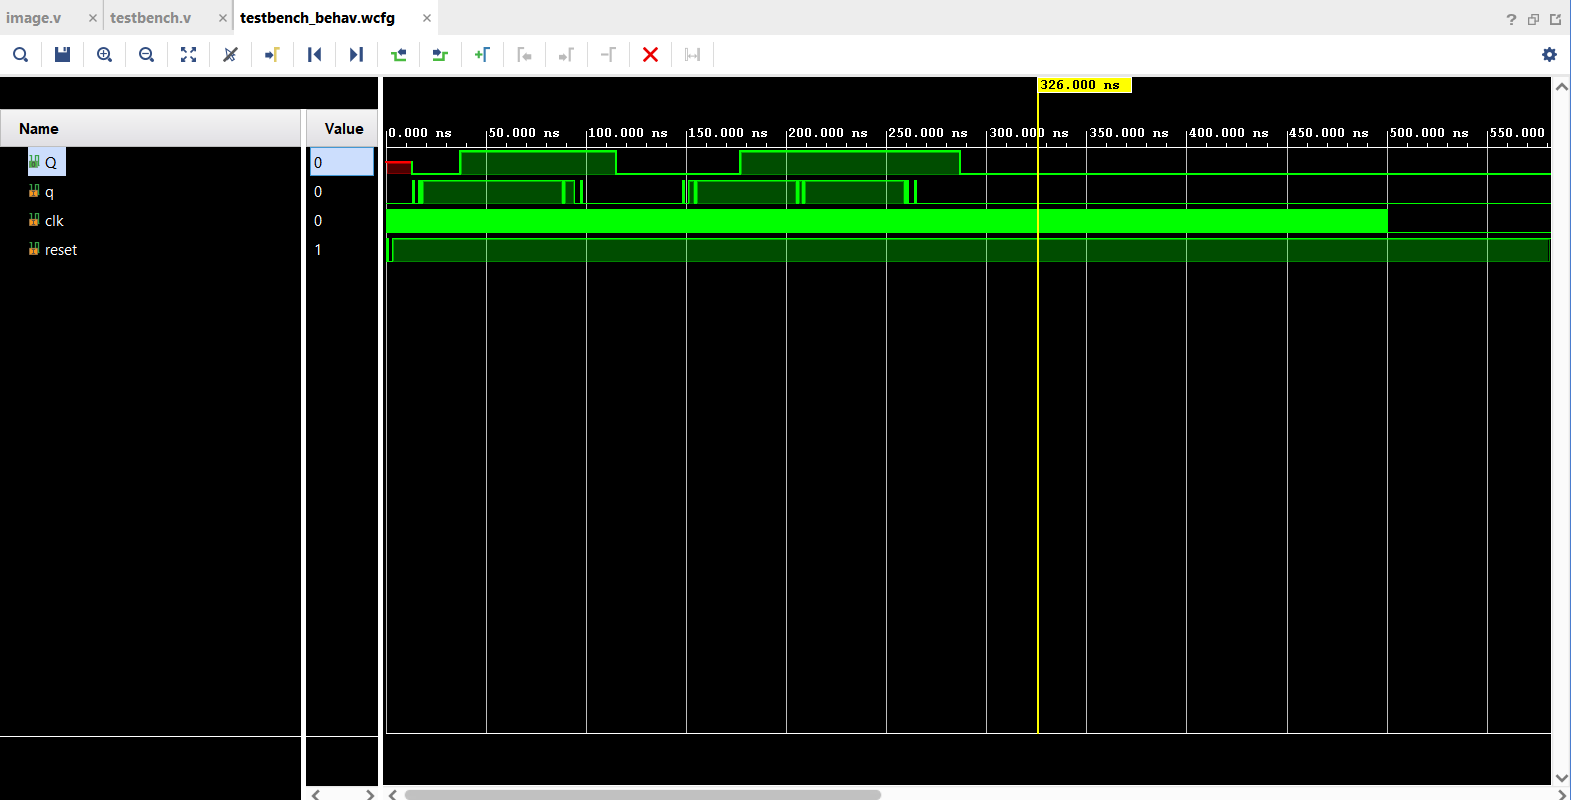 image.v × testbench.v × testbench_behav.wcfg ×
?
326.000 ns
Name Value
0.000 ns 50.000 ns 100.000 ns 150.000 ns 200.000 ns 250.000 ns 300.000 ns 350.000 ns 400.000 ns 450.000 ns 500.000 ns 550.000
Q 0
q 0
clk 0
reset 1